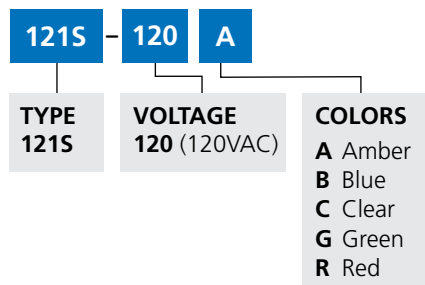 121S – 120 A
TYPE
121S
VOLTAGE
120 (120VAC)
COLORS
A Amber
B Blue
C Clear
G Green
R Red